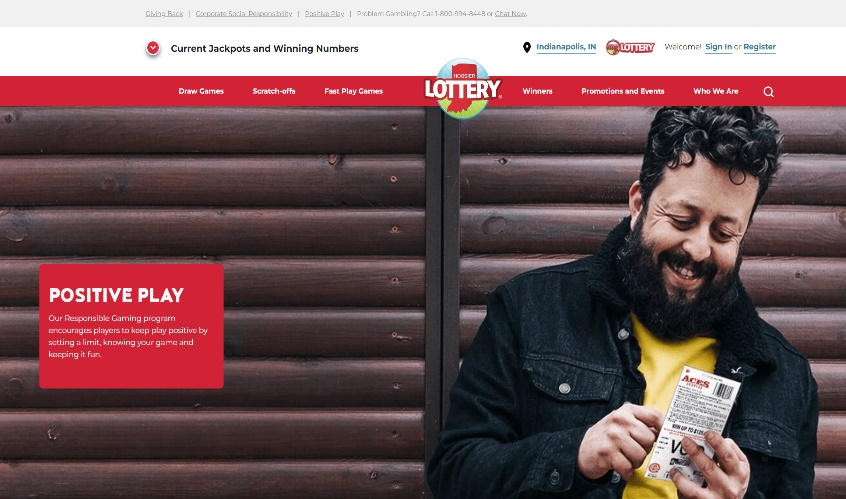 Giving Back | Corporate Social Responsibility | Positive Play | Problem Gambling? Call 1-800-994-8448 or Chat Now.
Current Jackpots and Winning Numbers
Indianapolis, IN
LOTTERY
Welcome! Sign In or Register
Draw Games
Scratch-offs
Fast Play Games
HOOSIER
LOTTERY
Winners
Promotions and Events
Who We Are
POSITIVE PLAY
Our Responsible Gaming program
encourages players to keep play positive by
setting a limit, knowing your game and
keeping it fun.
ACES
WIN UP TO